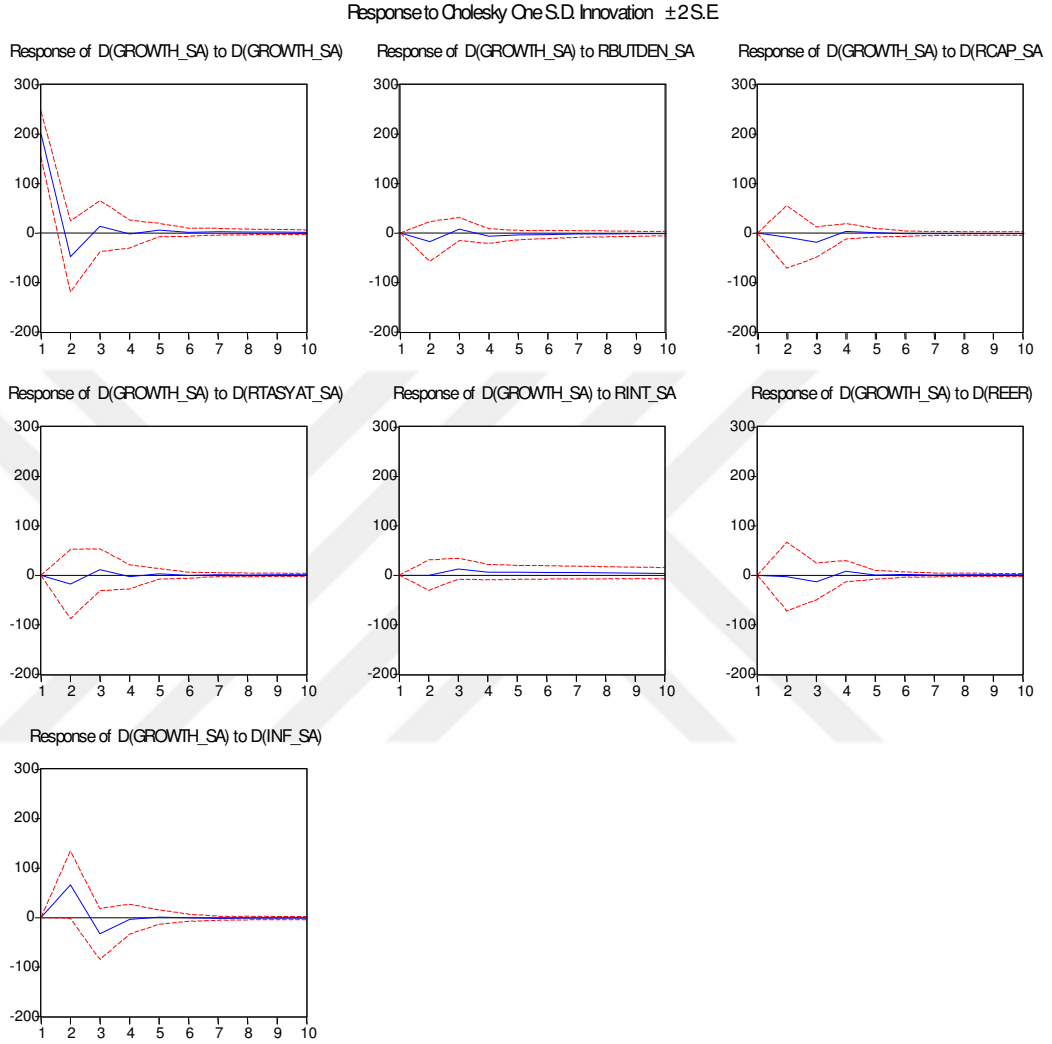 Response to Cholesky One S.D. Innovation ±2 S.E.
Response of D(GROWTH_SA) to D(GROWTH_SA)
300
200
100
0
-100
-200
1 2 3 4 5 6 7 8 9 10
Response of D(GROWTH_SA) to RBUTDEN_SA
300
200
100
0
-100
-200
1 2 3 4 5 6 7 8 9 10
Response of D(GROWTH_SA) to D(RCAP_SA
300
200
100
0
-100
-200
1 2 3 4 5 6 7 8 9 10
Response of D(GROWTH_SA) to D(RTASYAT_SA)
300
200
100
0
-100
-200
1 2 3 4 5 6 7 8 9 10
Response of D(GROWTH_SA) to RINT_SA
300
200
100
0
-100
-200
1 2 3 4 5 6 7 8 9 10
Response of D(GROWTH_SA) to D(REER)
300
200
100
0
-100
-200
1 2 3 4 5 6 7 8 9 10
Response of D(GROWTH_SA) to D(INF_SA)
300
200
100
0
-100
-200
1 2 3 4 5 6 7 8 9 10